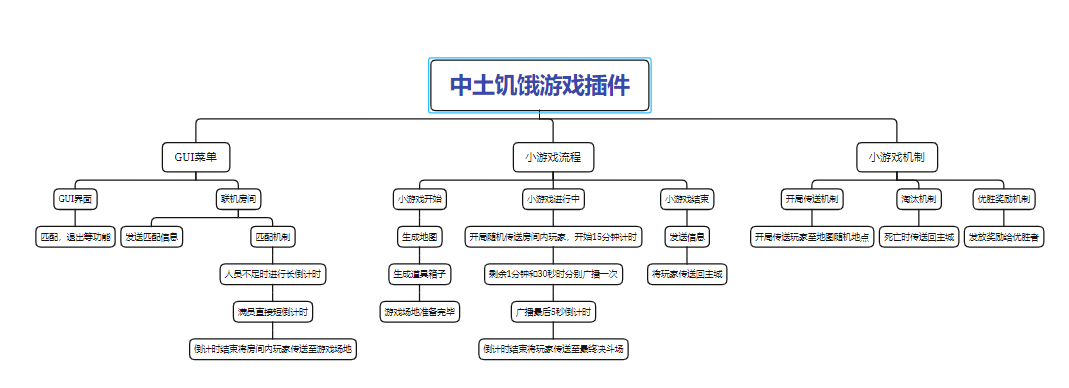 中土饥饿游戏插件
GUI菜单
小游戏流程
小游戏机制
GUI界面
联机房间
小游戏开始
小游戏进行中
小游戏结束
开局传送机制
淘汰机制
优胜奖励机制
匹配，退出等功能
发送匹配信息
匹配机制
生成地图
开局随机传送房间内玩家，开始15分钟计时
发送信息
开局传送玩家至地图随机地点
死亡时传送回主城
发放奖励给优胜者
人员不足时进行长倒计时
生成道具箱子
剩余1分钟和30秒时分别广播一次
将玩家传送回主城
满员直接短倒计时
游戏场地准备完毕
广播最后5秒倒计时
倒计时结束将房间内玩家传送至游戏场地
倒计时结束将玩家传送至最终决斗场